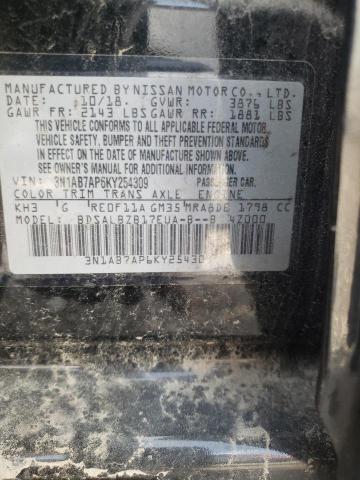 MANUFACTURED BY NISSAN MOTOR CO., LTD.
DATE: 10/18. GVWR: 3876 LBS
GAWR FR: 2143 LBS GAWR RR: 1881 LBS
THIS VEHICLE CONFORMS TO ALL APPLICABLE FEDERAL MOTOR
VEHICLE SAFETY, BUMPER AND THEFT PREVENTION STANDARDS
IN EFFECT ON THE DATE OF MANUFACTURE SHOWN ABOVE.
SEE OWNER'S MANUAL FOR ADDITIONAL INFORMATION
VIN: 3N1AB7AP6KY254309 PASSENGER CAR
COLOR TRIM TRANS AXLE ENGINE
KH3 G RE0F11A GM35 MRA8DE 1798 CC
MODEL: BDSALBZB17EUA-B--B 4Z000
3N1AB7AP6KY25430